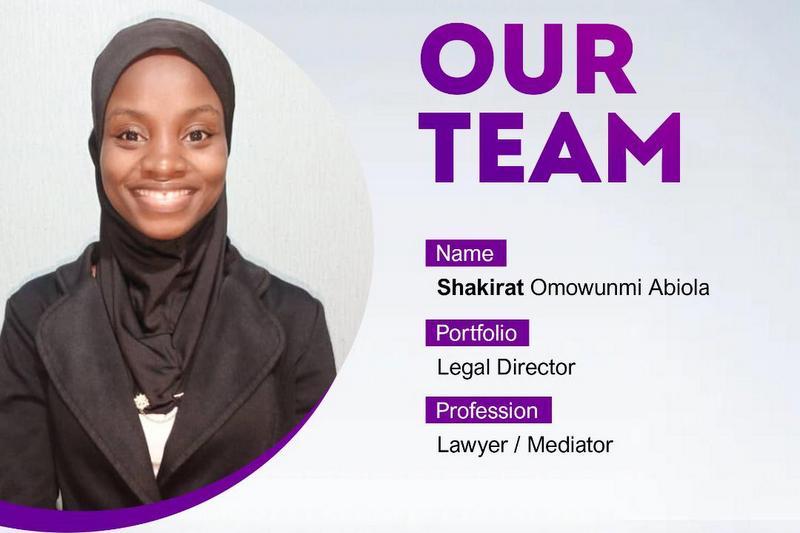 OUR
TEAM
Name
Shakirat Omowunmi Abiola
Portfolio
Legal Director
Profession
Lawyer / Mediator